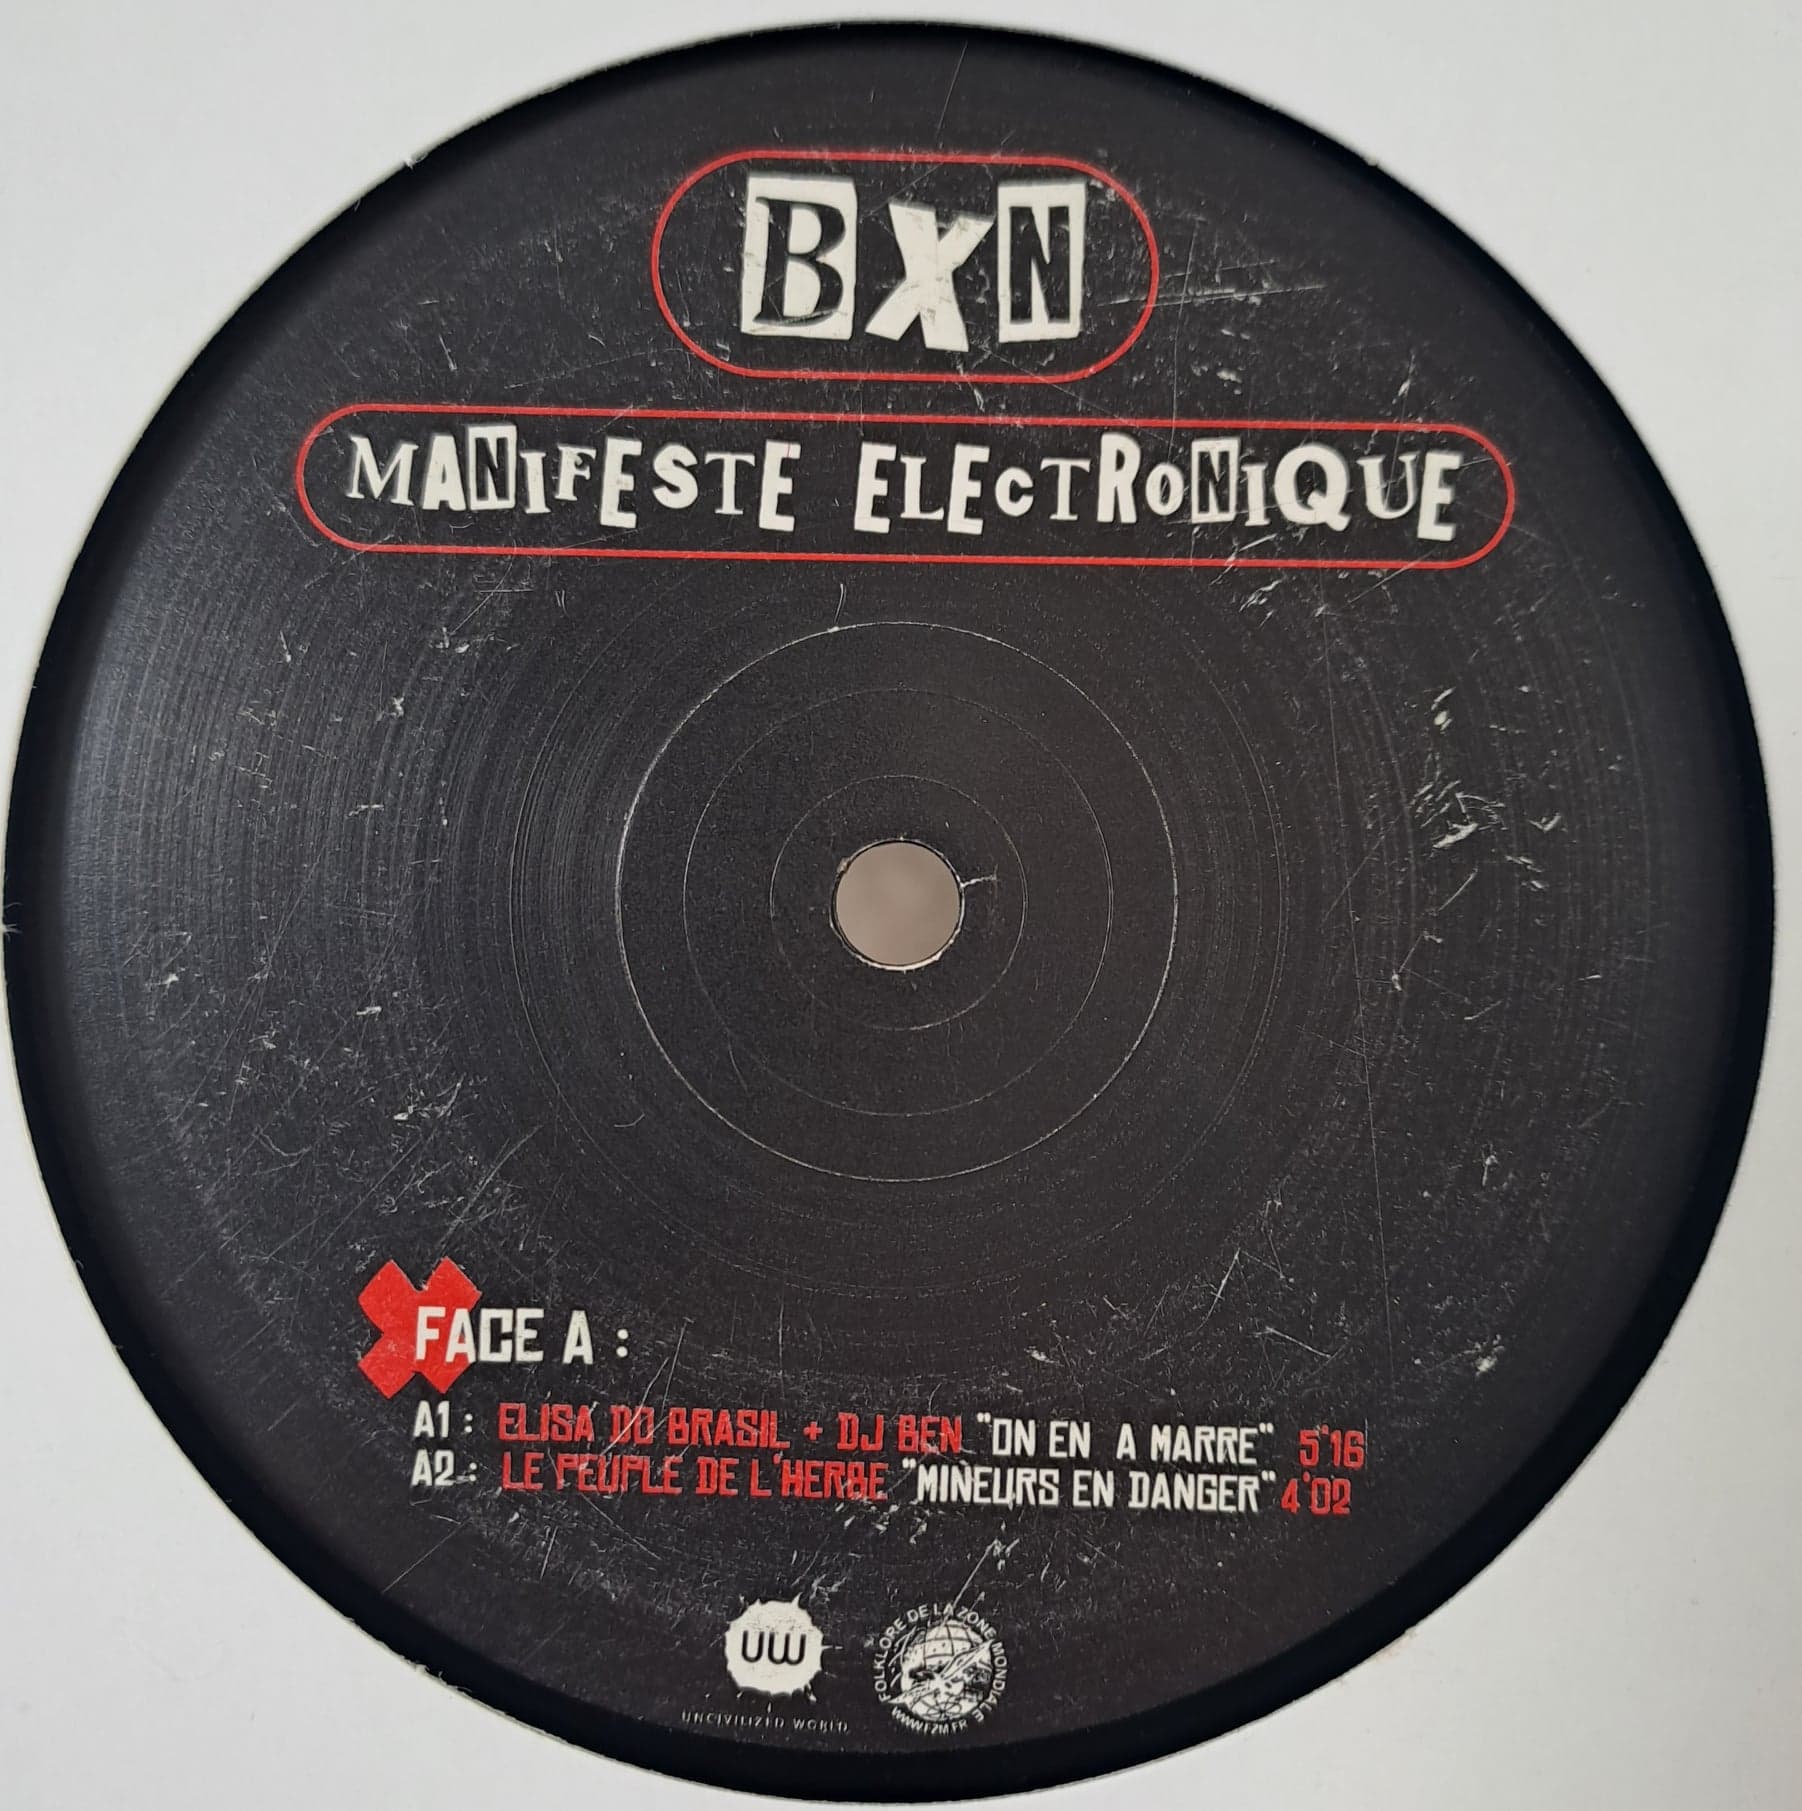 BXN
MANIFESTE ELECTRONIQUE
FACE A :
A1 : ELISA DO BRASIL + DJ BEN "ON EN A MARRE" 5'16
A2 : LE PEUPLE DE L'HERBE "MINEURS EN DANGER" 4'02
UW
UNCIVILIZED WORLD
FOLKLORE DE LA ZONE MONDIALE
WWW.FZM.FR